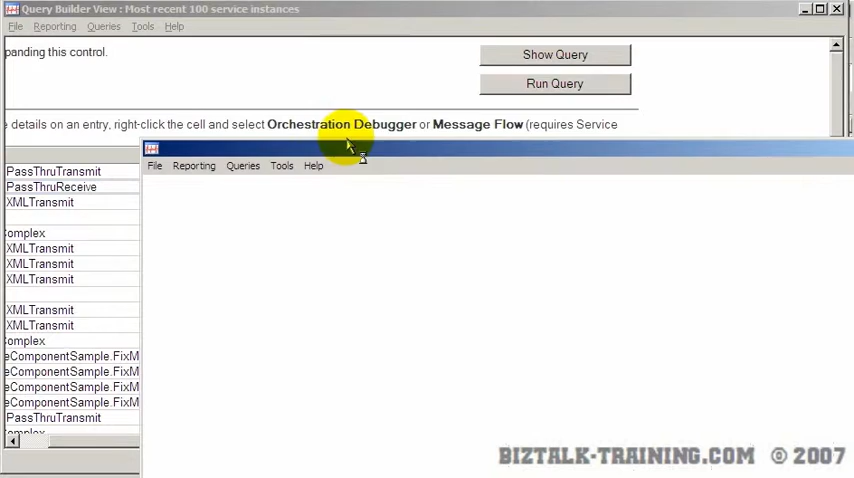 Query Builder View : Most recent 100 service instances
File Reporting Queries Tools Help
panding this control.
Show Query
Run Query
e details on an entry, right-click the cell and select Orchestration Debugger or Message Flow (requires Service
File Reporting Queries Tools Help
PassThruTransmit
PassThruReceive
XMLTransmit
Complex
XMLTransmit
XMLTransmit
XMLTransmit
XMLTransmit
XMLTransmit
Complex
eComponentSample.FixM
eComponentSample.FixM
eComponentSample.FixM
eComponentSample.FixM
PassThruTransmit
Complex
BIZTALK-TRAINING.COM © 2007